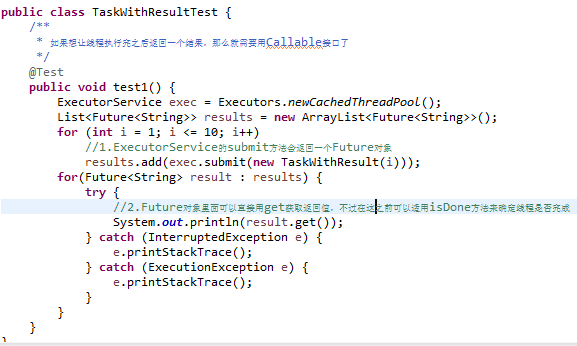 public class TaskWithResultTest {
/**
* 如果想让线程执行完之后返回一个结果，那么就需要用Callable接口了
*/
@Test
public void test1() {
ExecutorService exec = Executors.newCachedThreadPool();
List<Future<String>> results = new ArrayList<Future<String>>();
for (int i = 1; i <= 10; i++)
//1.ExecutorService的submit方法会返回一个Future对象
results.add(exec.submit(new TaskWithResult(i)));
for(Future<String> result : results) {
try {
//2.Future对象里面可以直接用get获取返回值，不过在这之前可以适用isDone方法来确定线程是否完成
System.out.println(result.get());
} catch (InterruptedException e) {
e.printStackTrace();
} catch (ExecutionException e) {
e.printStackTrace();
}
}
}
}